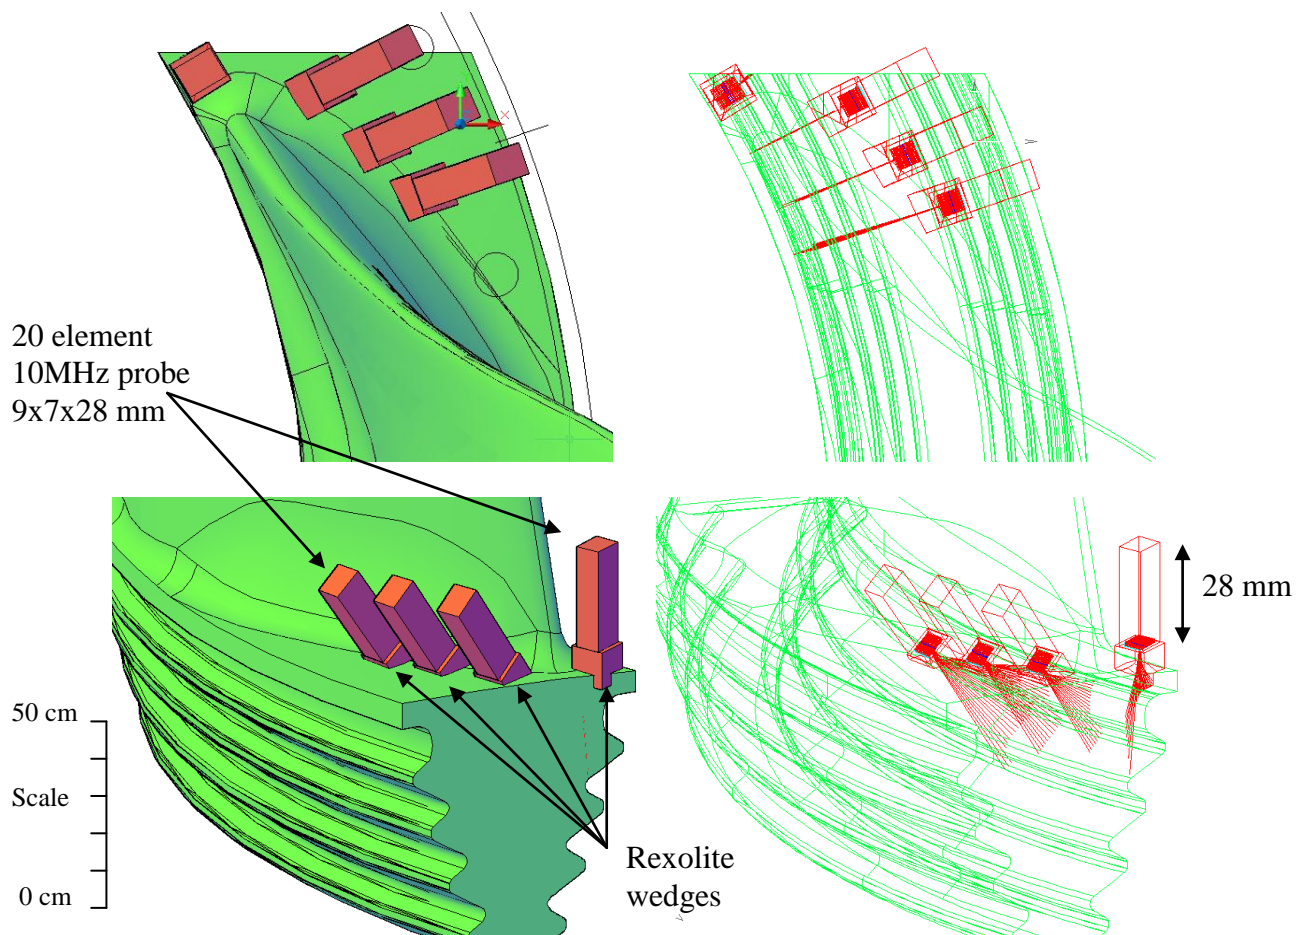 20 element
10MHz probe
9x7x28 mm
28 mm
50 cm
Scale
0 cm
Rexolite
wedges